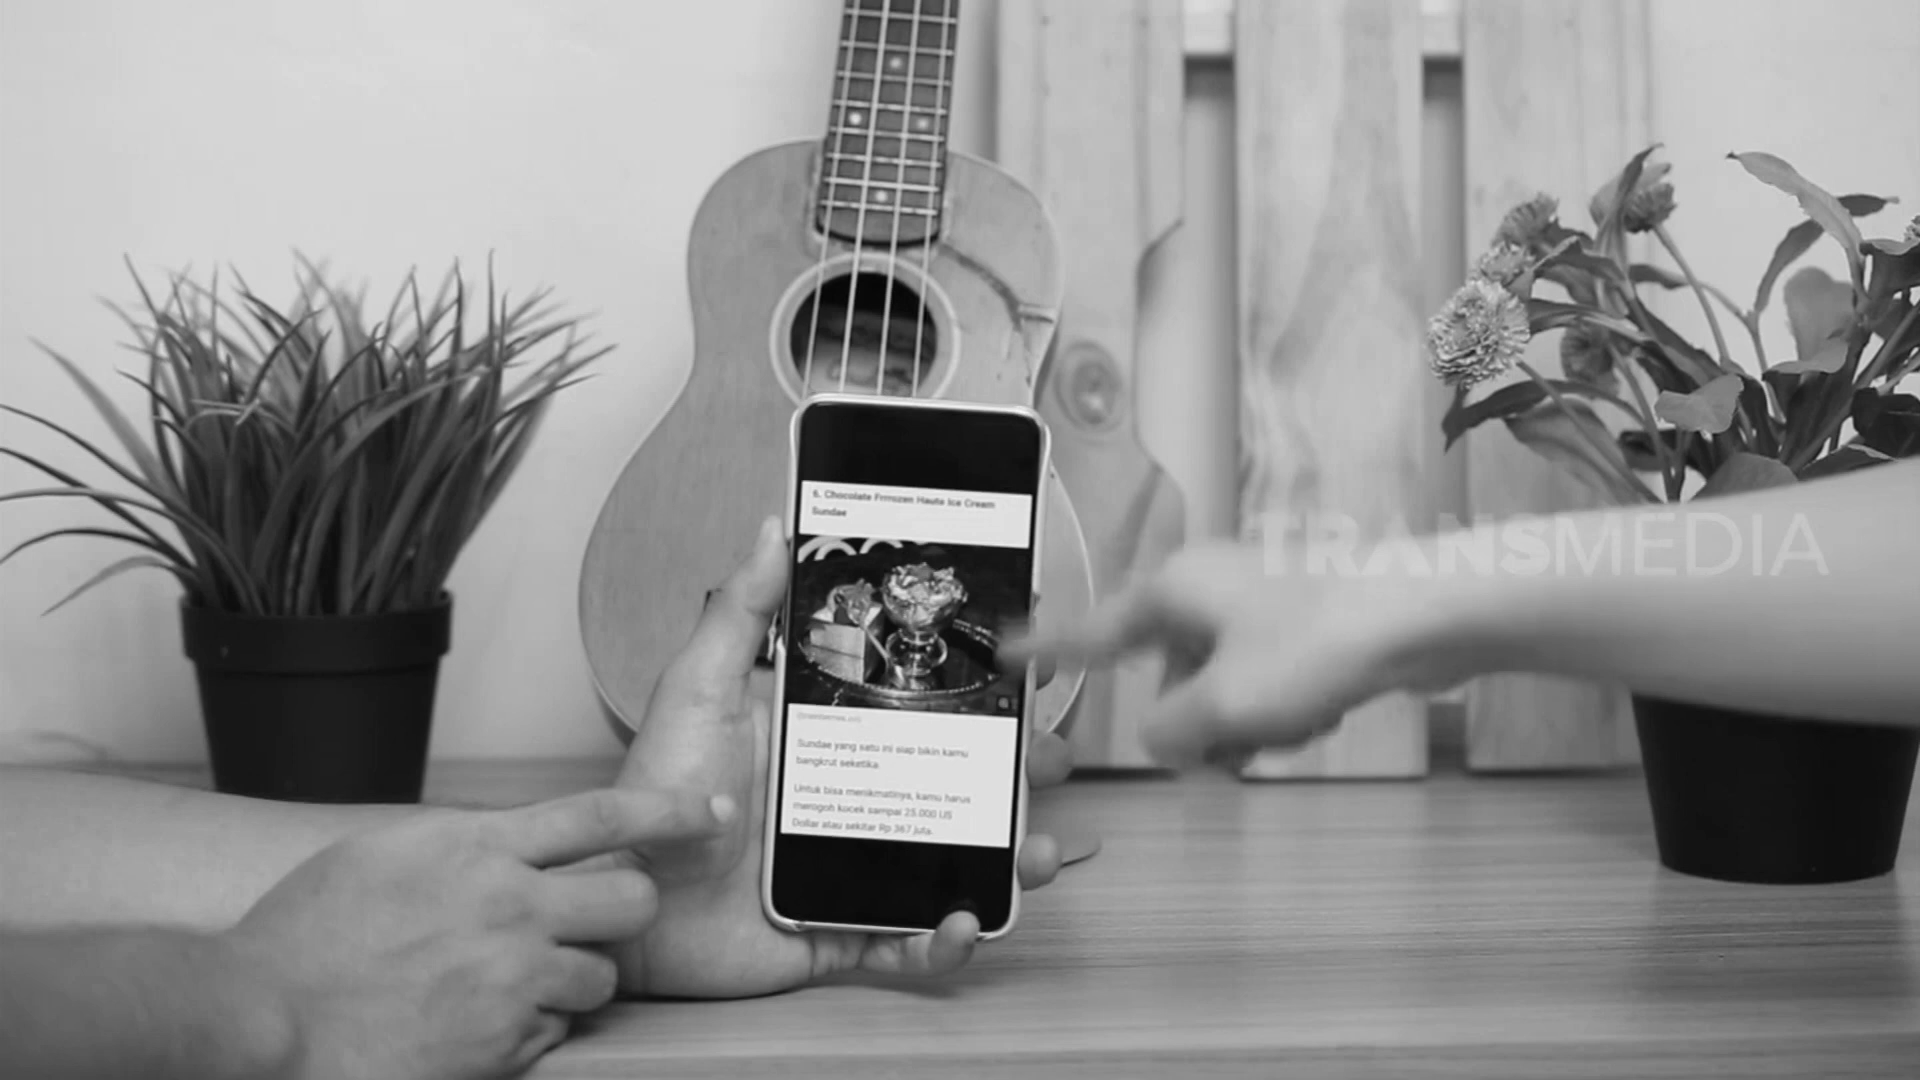 6. Chocolate Frrrozen Haute Ice Cream
Sundae
Sundae yang satu ini siap bikin kamu
bangkrut seketika.
Untuk bisa menikmatinya, kamu harus
merogoh kocek sampai 25.000 US
Dollar atau sekitar Rp 367 juta.
TRANSMEDIA